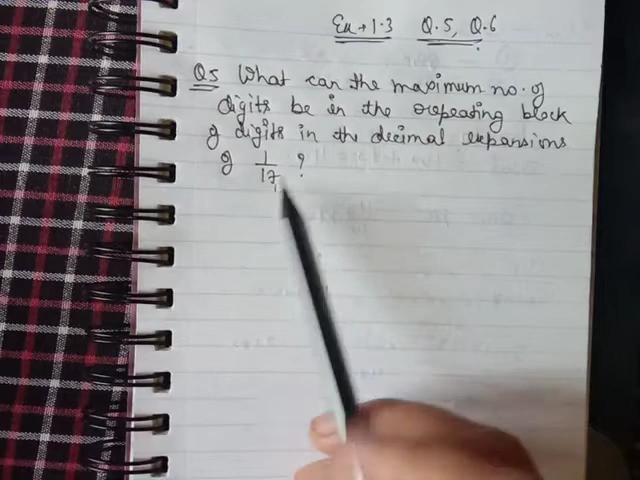 Ex 1.3 Q.5, Q.6
Q5 What can the maximum no. of
digits be in the repeating block
of digits in the decimal expansions
of 1/17 ?